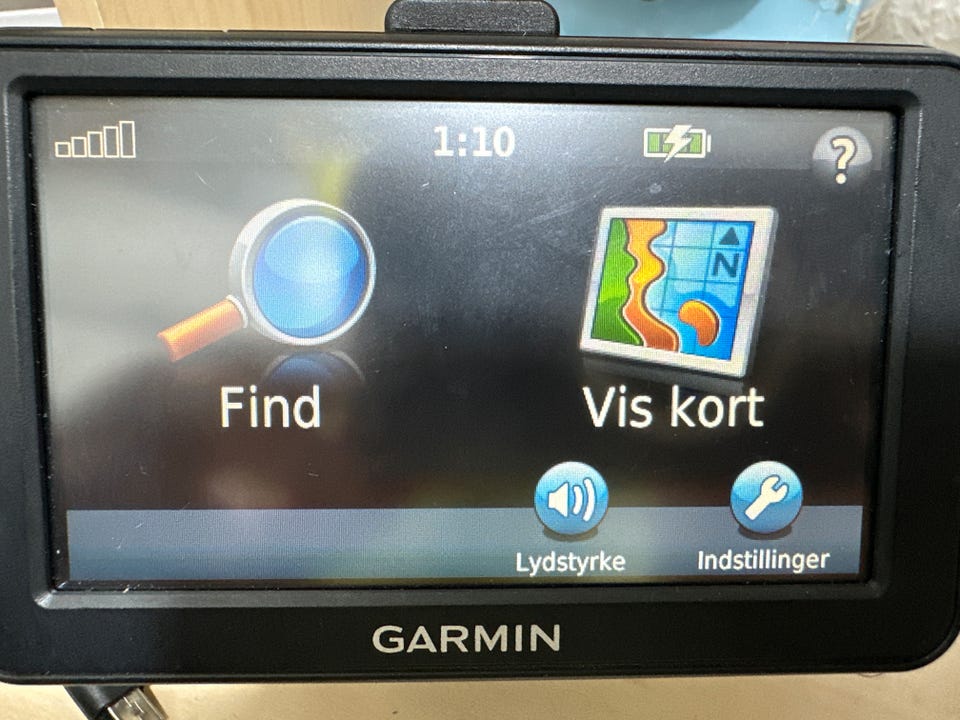 1:10
?
N
Find
Vis kort
Lydstyrke
Indstillinger
GARMIN